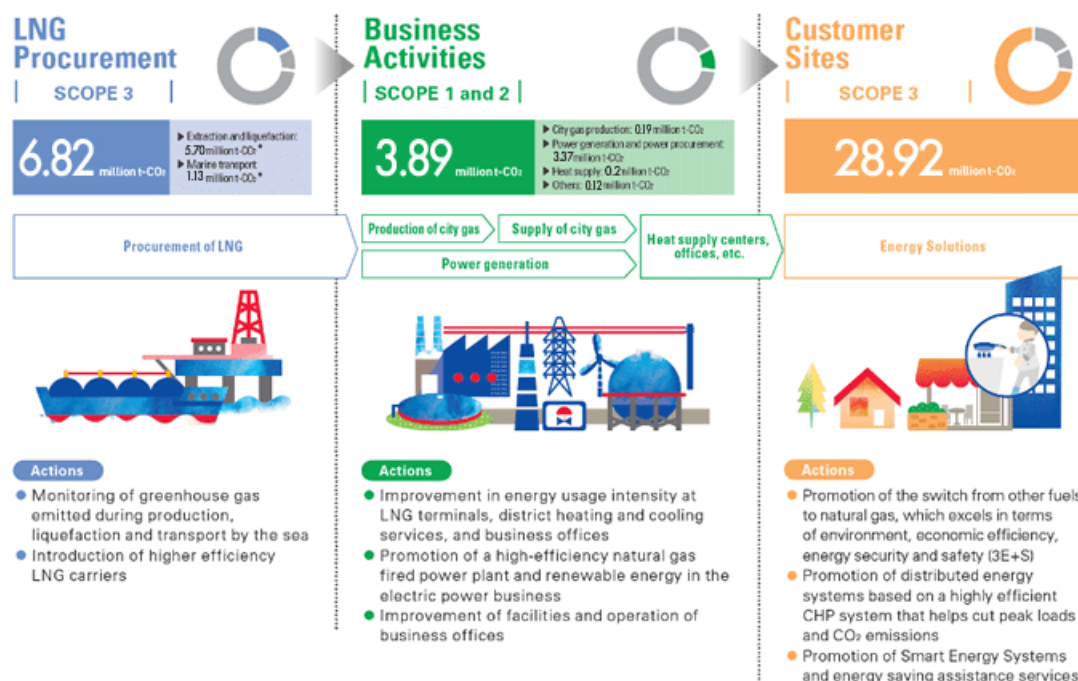 LNG
Procurement
SCOPE 3
6.82 million t-CO₂
▶ Extraction and liquefaction:
5.70 million t-CO₂ *
▶ Marine transport:
1.13 million t-CO₂ *
Procurement of LNG
Actions
● Monitoring of greenhouse gas
emitted during production,
liquefaction and transport by the sea
● Introduction of higher efficiency
LNG carriers
Business
Activities
SCOPE 1 and 2
3.89 million t-CO₂
▶ City gas production: 0.19 million t-CO₂
▶ Power generation and power procurement:
3.37 million t-CO₂
▶ Heat supply: 0.2 million t-CO₂
▶ Others: 0.12 million t-CO₂
Production of city gas
Supply of city gas
Power generation
Heat supply centers,
offices, etc.
Actions
● Improvement in energy usage intensity at
LNG terminals, district heating and cooling
services, and business offices
● Promotion of a high-efficiency natural gas
fired power plant and renewable energy in the
electric power business
● Improvement of facilities and operation of
business offices
Customer
Sites
SCOPE 3
28.92 million t-CO₂
Energy Solutions
Actions
● Promotion of the switch from other fuels
to natural gas, which excels in terms
of environment, economic efficiency,
energy security and safety (3E+S)
● Promotion of distributed energy
systems based on a highly efficient
CHP system that helps cut peak loads
and CO₂ emissions
● Promotion of Smart Energy Systems
and energy saving assistance services